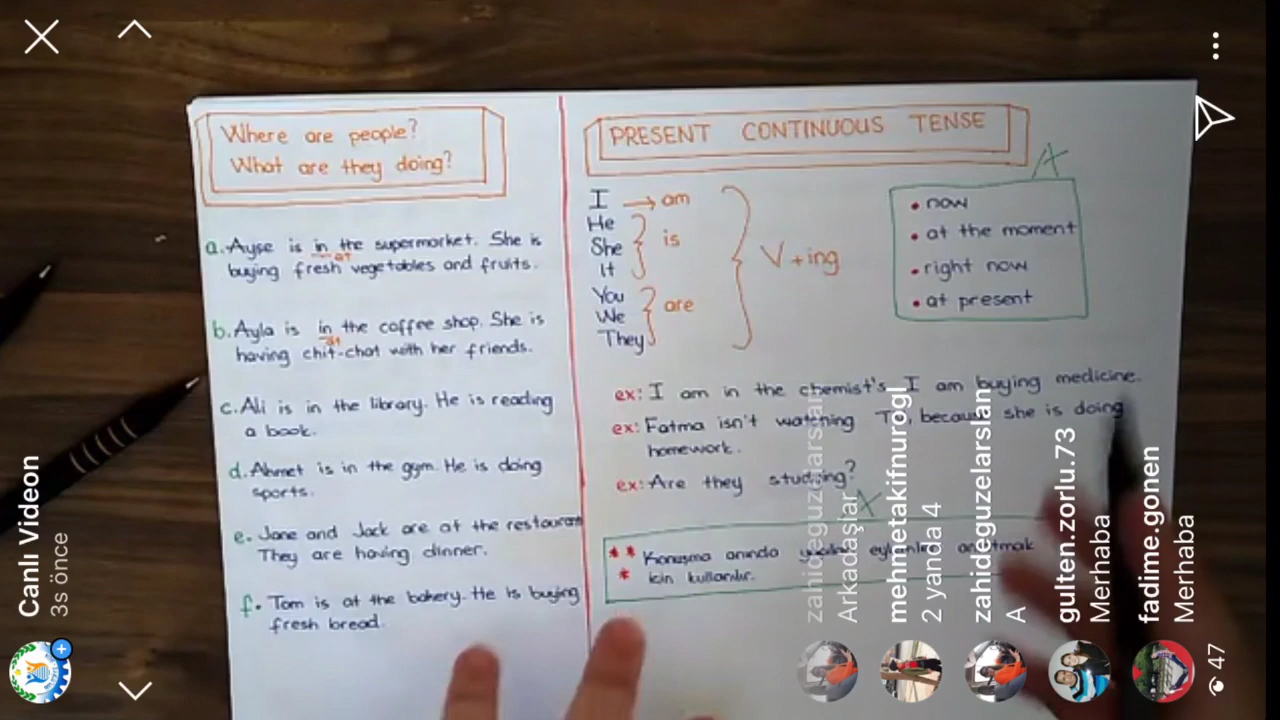 Where are people?
What are they doing?
a. Ayse is in the supermarket. She is
at
buying fresh vegetables and fruits.
b. Ayla is in the coffee shop. She is
at
having chit-chat with her friends.
c. Ali is in the library. He is reading
a book.
d. Ahmet is in the gym. He is doing
sports.
e. Jane and Jack are at the restaurant
They are having dinner.
f. Tom is at the bakery. He is buying
fresh bread.
PRESENT CONTINUOUS TENSE
I → am
He
She is
It
You
We are
They
V+ing
• now
• at the moment
• right now
• at present
ex: I am in the chemist's. I am buying medicine.
ex: Fatma isn't watching because she is doing
homework.
ex: Are they studying?
*** Konuşma anında
için kullanılır.
Canlı Videon
3s önce
zahideguzelarslan
Arkadaşlar
mehmetakifnurogl
2 yanda 4
zahideguzelarslan
A
gulten.zorlu.73
Merhaba
fadime.gonen
Merhaba
47